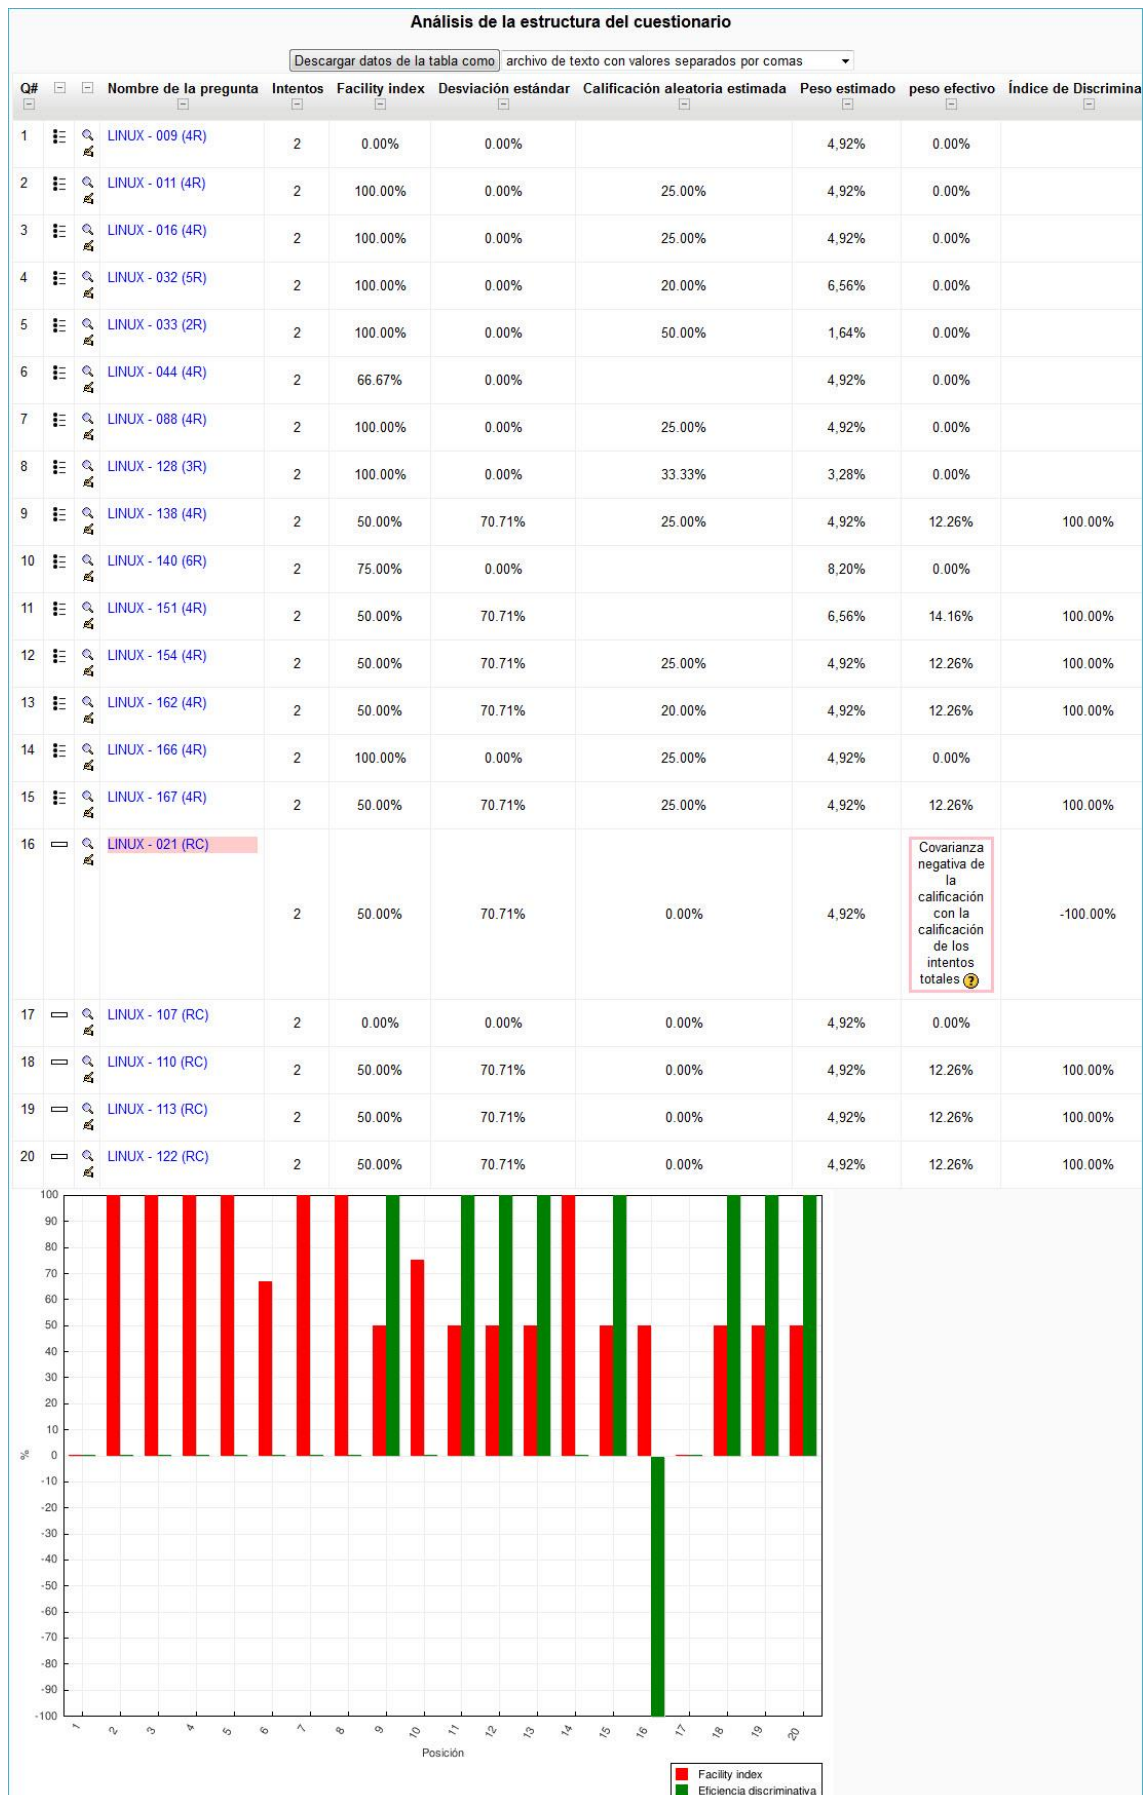 Análisis de la estructura del cuestionario
Descargar datos de la tabla como archivo de texto con valores separados por comas
Q# Nombre de la pregunta Intentos Facility index Desviación estándar Calificación aleatoria estimada Peso estimado peso efectivo Índice de Discrimina
1 LINUX - 009 (4R) 2 0.00% 0.00% 4,92% 0.00%
2 LINUX - 011 (4R) 2 100.00% 0.00% 25.00% 4,92% 0.00%
3 LINUX - 016 (4R) 2 100.00% 0.00% 25.00% 4,92% 0.00%
4 LINUX - 032 (5R) 2 100.00% 0.00% 20.00% 6,56% 0.00%
5 LINUX - 033 (2R) 2 100.00% 0.00% 50.00% 1,64% 0.00%
6 LINUX - 044 (4R) 2 66.67% 0.00% 4,92% 0.00%
7 LINUX - 088 (4R) 2 100.00% 0.00% 25.00% 4,92% 0.00%
8 LINUX - 128 (3R) 2 100.00% 0.00% 33.33% 3,28% 0.00%
9 LINUX - 138 (4R) 2 50.00% 70.71% 25.00% 4,92% 12.26% 100.00%
10 LINUX - 140 (6R) 2 75.00% 0.00% 8,20% 0.00%
11 LINUX - 151 (4R) 2 50.00% 70.71% 6,56% 14.16% 100.00%
12 LINUX - 154 (4R) 2 50.00% 70.71% 25.00% 4,92% 12.26% 100.00%
13 LINUX - 162 (4R) 2 50.00% 70.71% 20.00% 4,92% 12.26% 100.00%
14 LINUX - 166 (4R) 2 100.00% 0.00% 25.00% 4,92% 0.00%
15 LINUX - 167 (4R) 2 50.00% 70.71% 25.00% 4,92% 12.26% 100.00%
16 LINUX - 021 (RC) 2 50.00% 70.71% 0.00% 4,92% -100.00%
Covarianza
negativa de
la
calificación
con la
calificación
de los
intentos
totales ?
17 LINUX - 107 (RC) 2 0.00% 0.00% 0.00% 4,92% 0.00%
18 LINUX - 110 (RC) 2 50.00% 70.71% 0.00% 4,92% 12.26% 100.00%
19 LINUX - 113 (RC) 2 50.00% 70.71% 0.00% 4,92% 12.26% 100.00%
20 LINUX - 122 (RC) 2 50.00% 70.71% 0.00% 4,92% 12.26% 100.00%
100
90
80
70
60
50
40
30
20
10
0
-10
-20
-30
-40
-50
-60
-70
-80
-90
-100
%
1 2 3 4 5 6 7 8 9 10 11 12 13 14 15 16 17 18 19 20
Posición
Facility index
Eficiencia discriminativa